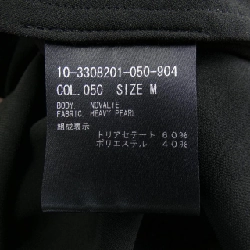 10-3308201-050-904
COL. 050 SIZE M
BODY. NOVALTE
FABRIC. HEAVY PEARL
組成表示
トリアセテート 60%
ポリエステル 40%